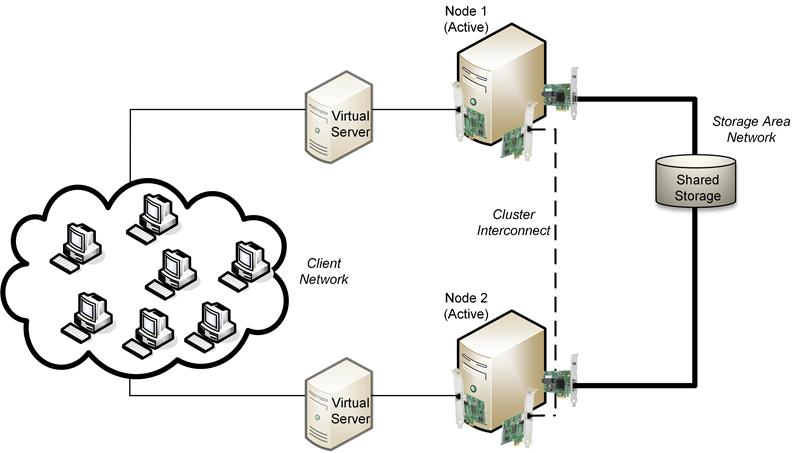 Node 1
(Active)
Virtual
Server
Storage Area
Network
Shared
Storage
Cluster
Interconnect
Client
Network
Node 2
(Active)
Virtual
Server